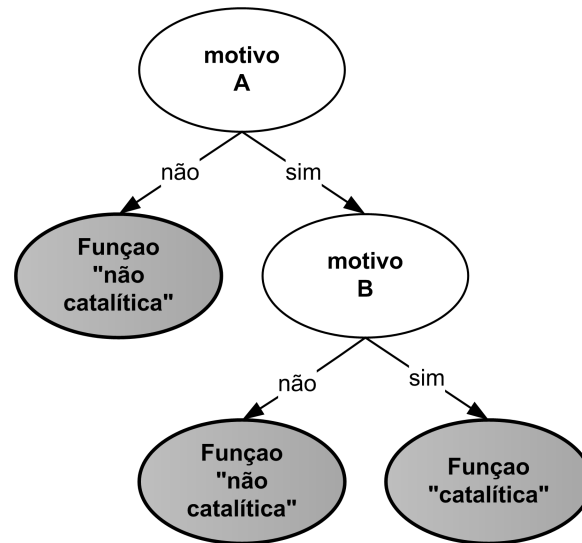 motivo
A
não
sim
Funçao
"não
catalítica"
motivo
B
não
sim
Funçao
"não
catalítica"
Funçao
"catalítica"